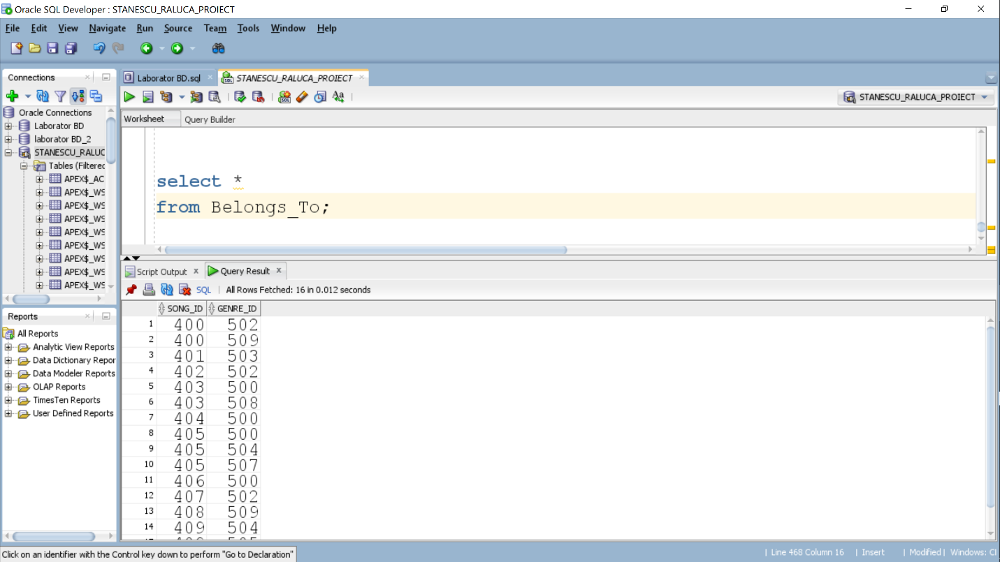 Oracle SQL Developer : STANESCU_RALUCA_PROIECT
File Edit View Navigate Run Source Team Tools Window Help
Connections
Laborator BD.sql STANESCU_RALUCA_PROIECT
STANESCU_RALUCA_PROIECT
Oracle Connections
Laborator BD
laborator BD_2
STANESCU_RALUC
Tables (Filtered
APEX$_AC
APEX$_WS
APEX$_WS
APEX$_WS
APEX$_WS
APEX$_WS
APEX$_WS
APEX$_WS
APEX$_WS
Worksheet Query Builder
select *
from Belongs_To;
Script Output x Query Result x
SQL | All Rows Fetched: 16 in 0.012 seconds
SONG_ID GENRE_ID
1 400 502
2 400 509
3 401 503
4 402 502
5 403 500
6 403 508
7 404 500
8 405 500
9 405 504
10 405 507
11 406 500
12 407 502
13 408 509
14 409 504
Reports
All Reports
Analytic View Reports
Data Dictionary Repor
Data Modeler Reports
OLAP Reports
TimesTen Reports
User Defined Reports
Click on an identifier with the Control key down to perform "Go to Declaration"
| Line 468 Column 16 | Insert | Modified | Windows: Cl